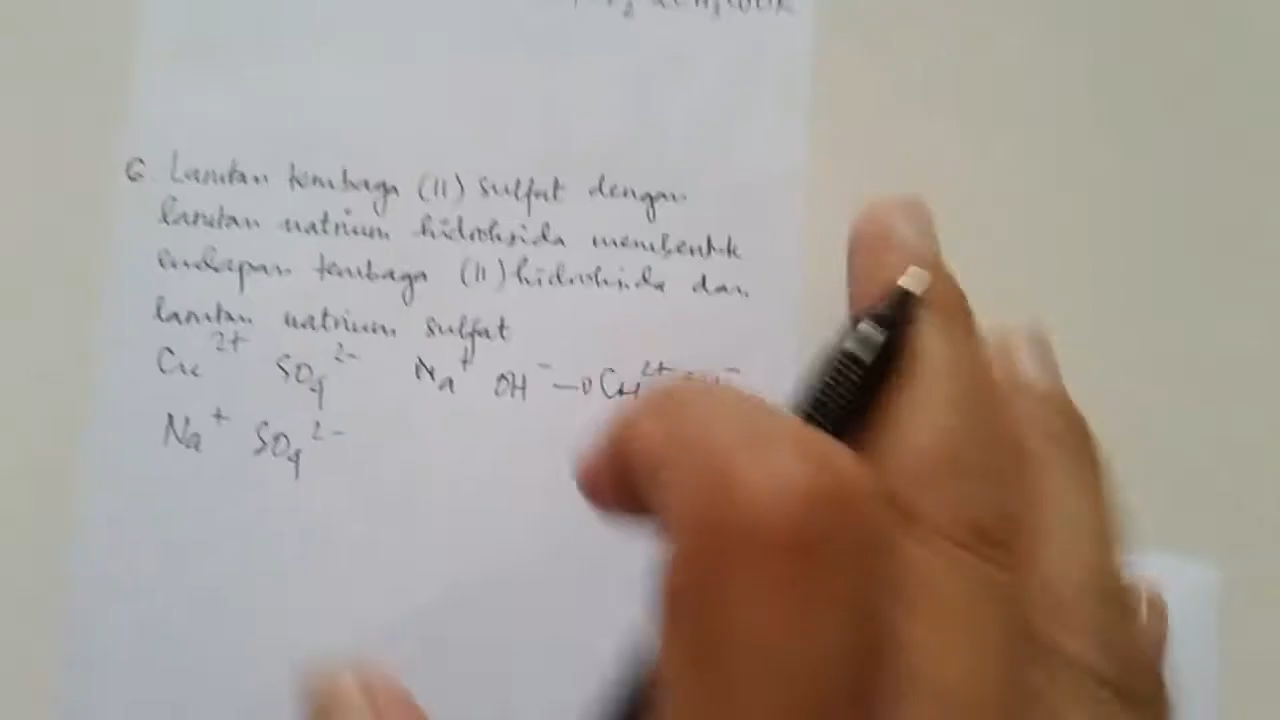 6. Larutan tembaga (II) sulfat dengan
larutan natrium hidroksida membentuk
endapan tembaga (II) hidroksida dan
larutan natrium sulfat
Cu²⁺ SO₄²⁻ Na⁺ OH⁻ → Cu²⁺
Na⁺ SO₄²⁻